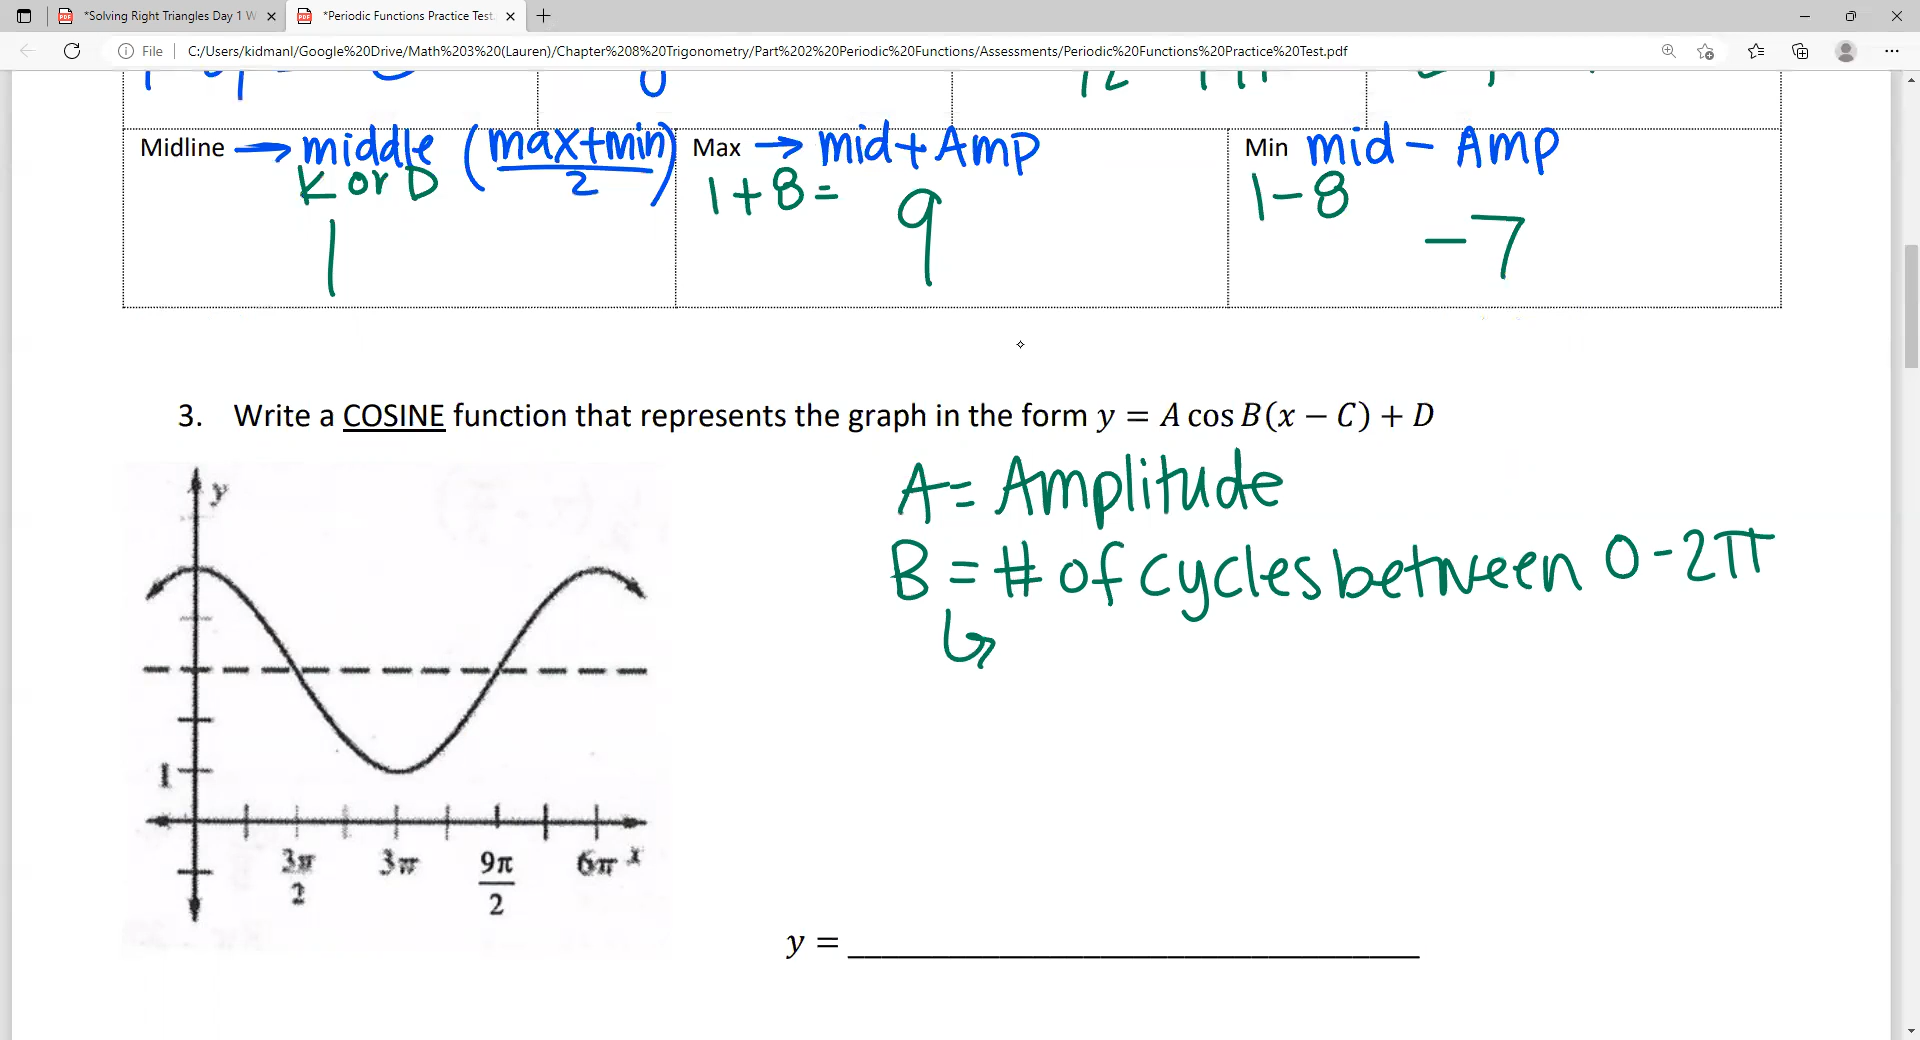 *Solving Right Triangles Day 1 W
*Periodic Functions Practice Test.
File
C:/Users/kidmanl/Google%20Drive/Math%203%20(Lauren)/Chapter%208%20Trigonometry/Part%202%20Periodic%20Functions/Assessments/Periodic%20Functions%20Practice%20Test.pdf
Midline → middle (max+min)/2
K or D
1
Max → mid+Amp
1+8=
9
Min mid – Amp
1-8
-7
3. Write a COSINE function that represents the graph in the form y = A cos B(x − C) + D
A= Amplitude
B = # of cycles between 0-2π
y
1
3π/2 3π 9π/2 6π x
y = ____________________